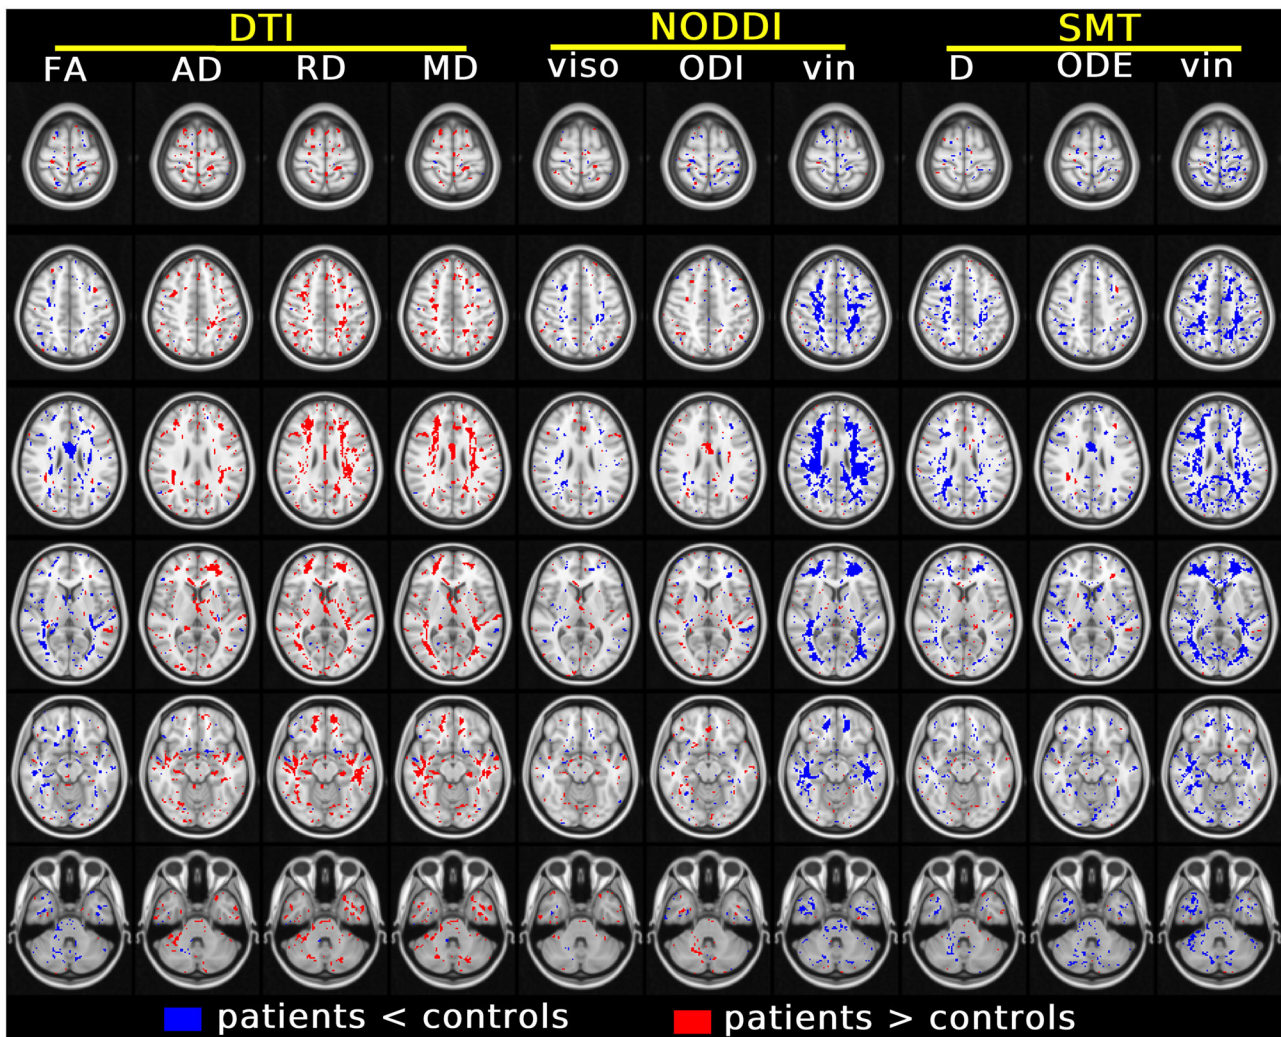 DTI NODDI SMT
FA AD RD MD viso ODI vin D ODE vin
patients < controls patients > controls